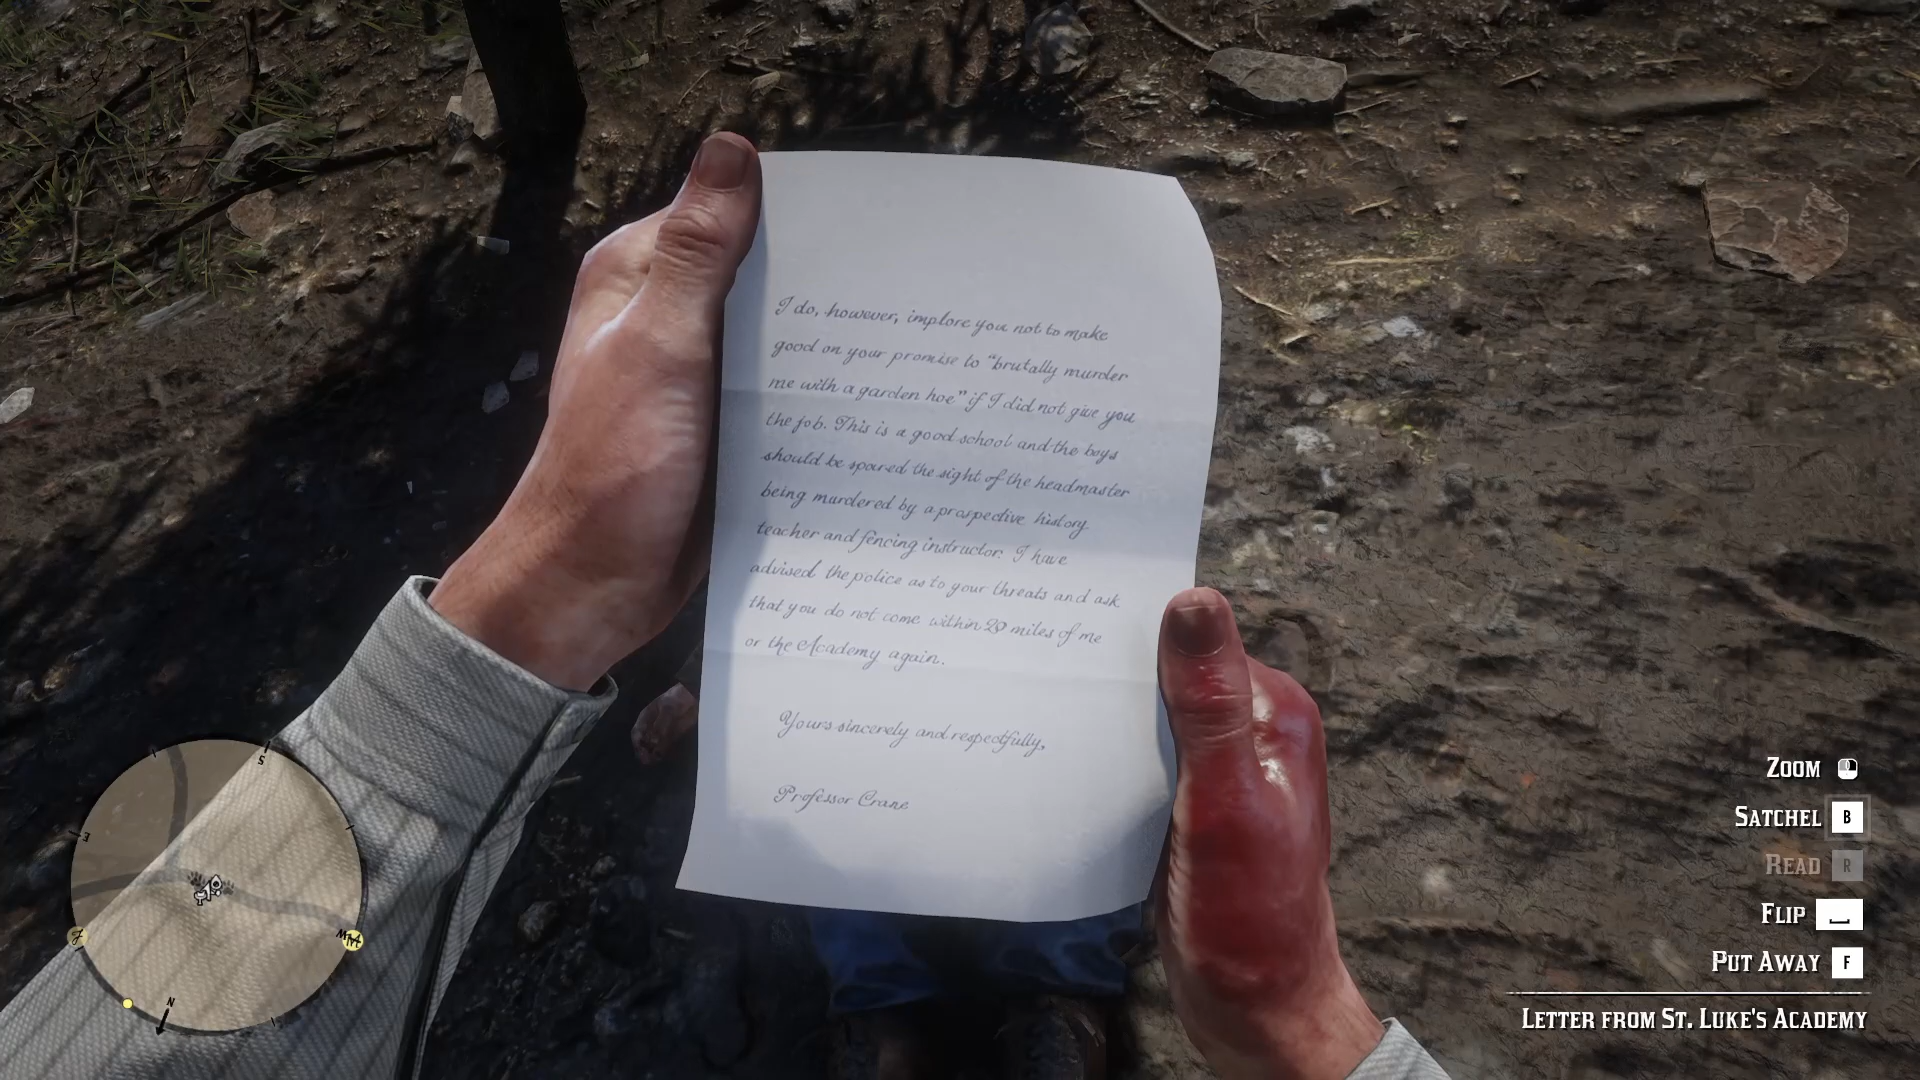 I do, however, implore you not to make
good on your promise to "brutally murder
me with a garden hoe" if I did not give you
the job. This is a good school and the boys
should be spared the sight of the headmaster
being murdered by a prospective history
teacher and fencing instructor. I have
advised the police as to your threats and ask
that you do not come within 20 miles of me
or the Academy again.
Yours sincerely and respectfully,
Professor Crane
S
E
N
J
MA
ZOOM
SATCHEL B
READ R
FLIP
PUT AWAY F
LETTER FROM ST. LUKE'S ACADEMY